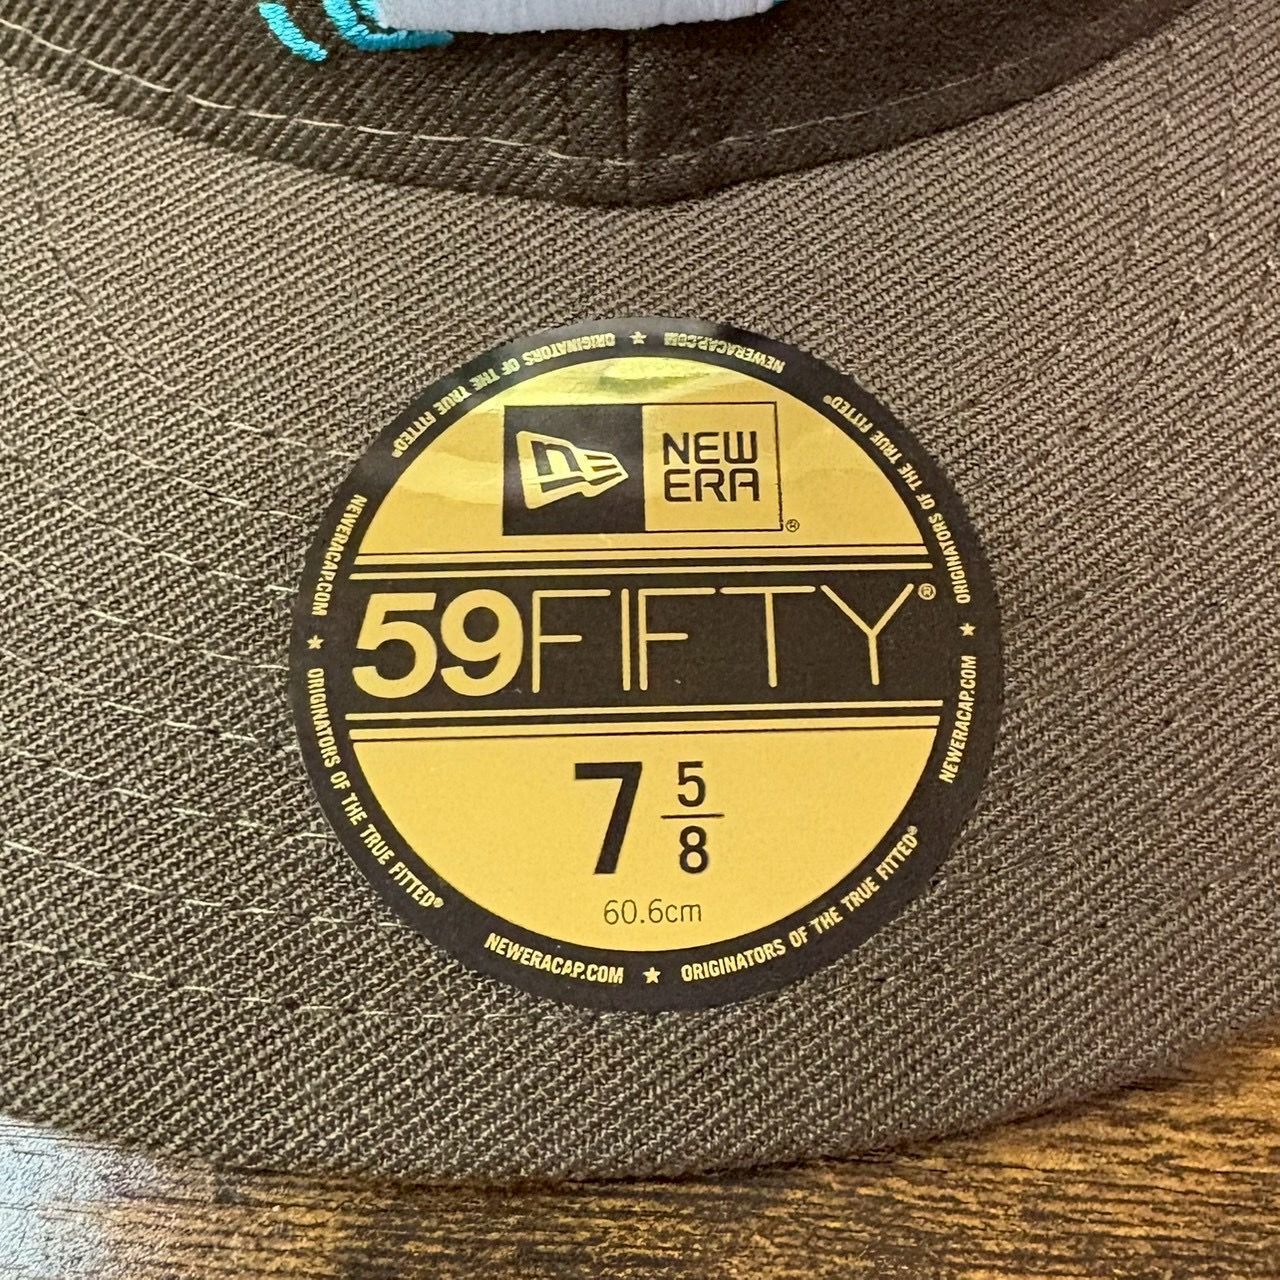 NEW
ERA®
59FIFTY®
7 5/8
60.6cm
NEWERACAP.COM ★ ORIGINATORS OF THE TRUE FITTED®
NEWERACAP.COM ★ ORIGINATORS OF THE TRUE FITTED®
NEWERACAP.COM ★ ORIGINATORS OF THE TRUE FITTED®
NEWERACAP.COM ★ ORIGINATORS OF THE TRUE FITTED®